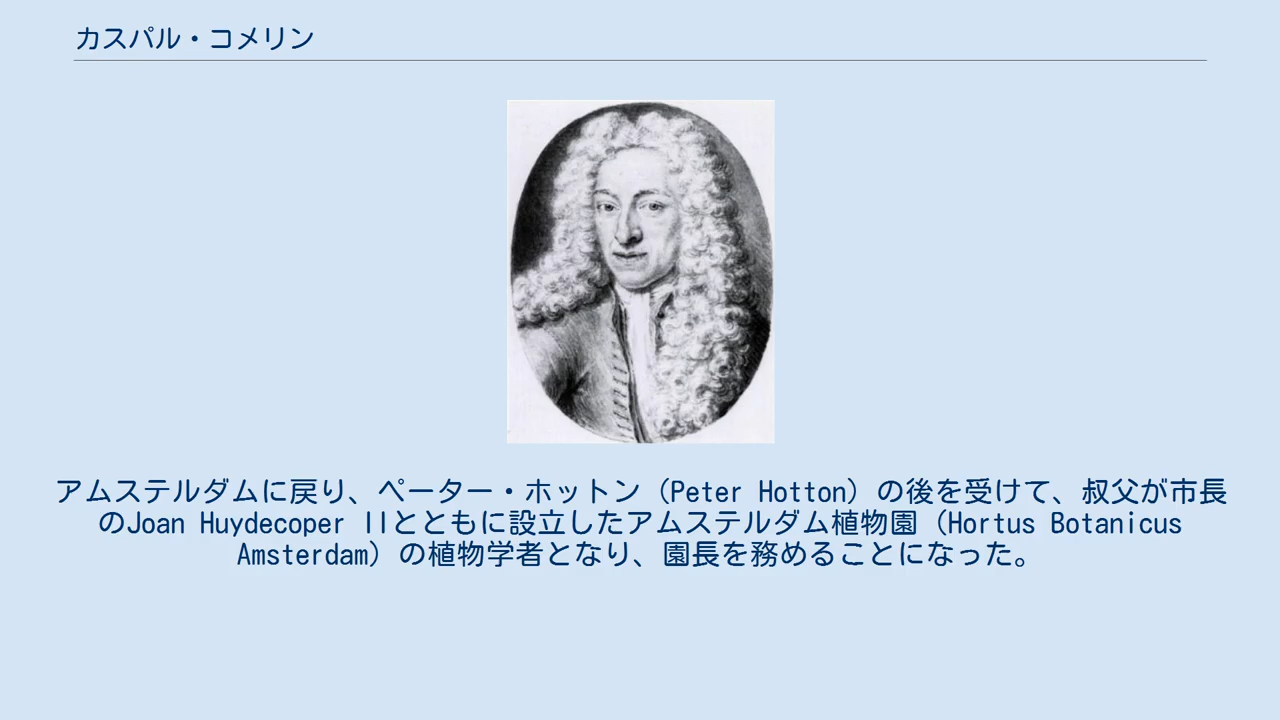 カスパル・コメリン
アムステルダムに戻り、ペーター・ホットン（Peter Hotton）の後を受けて、叔父が市長
のJoan Huydecoper IIとともに設立したアムステルダム植物園（Hortus Botanicus
Amsterdam）の植物学者となり、園長を務めることになった。